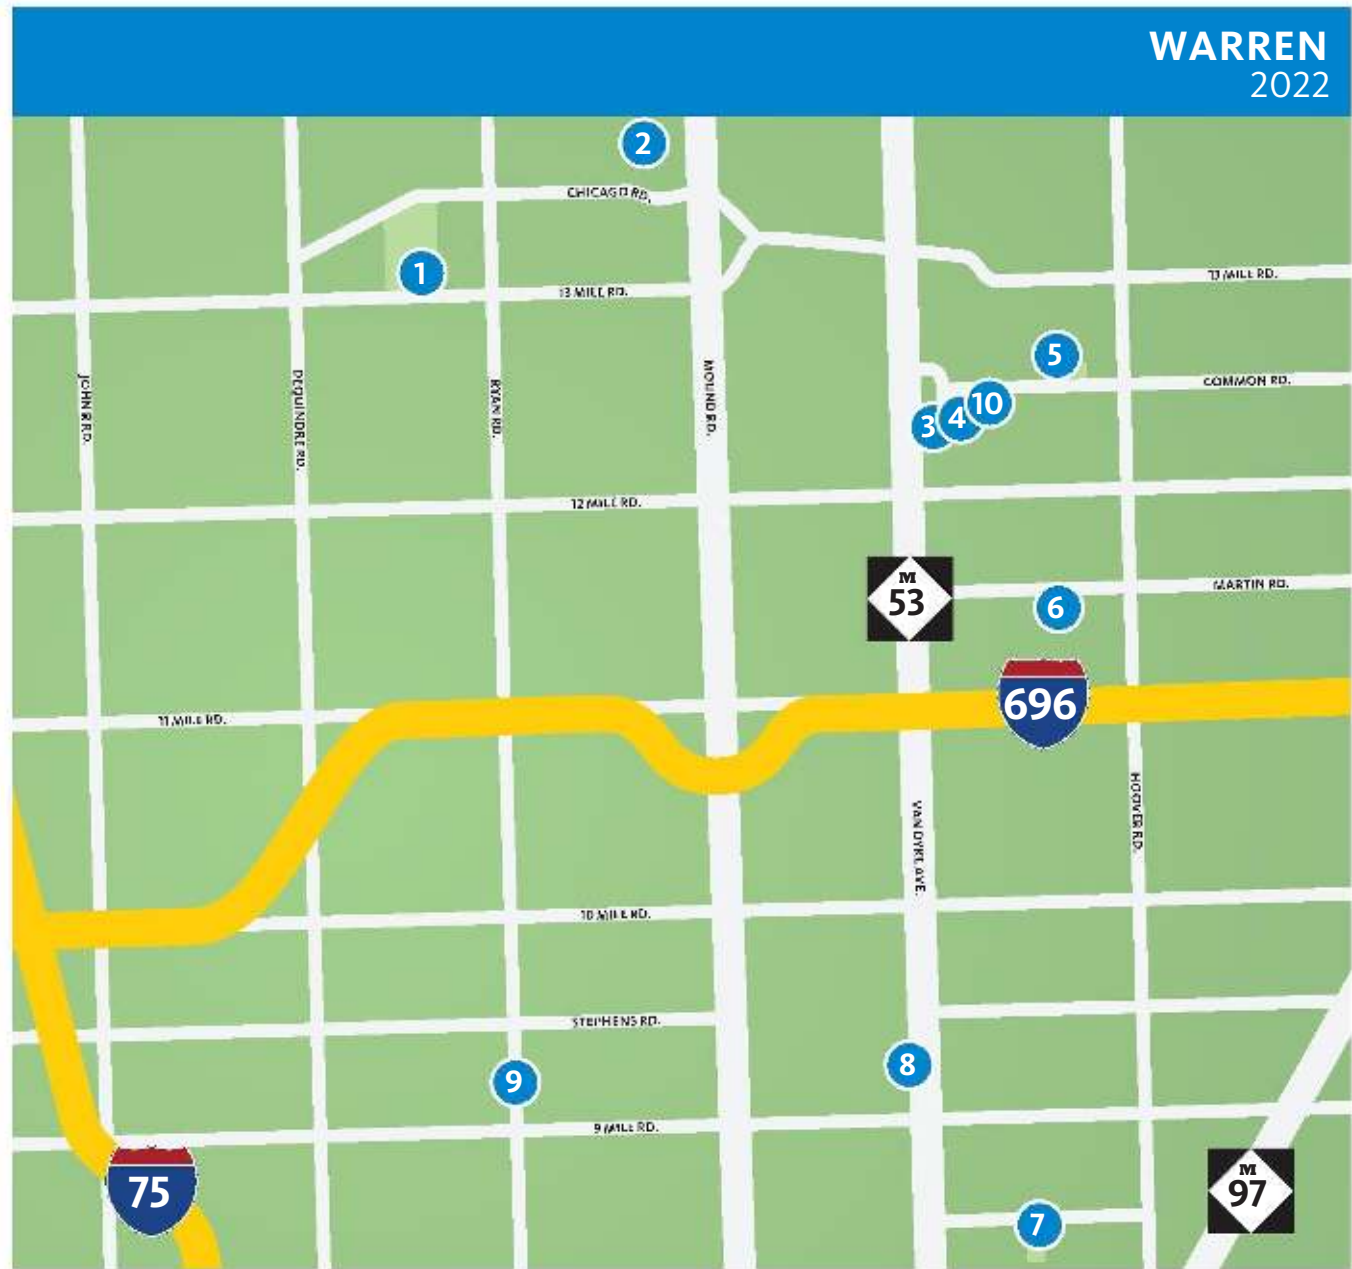 WARREN
2022
2
CHICAGO RD.
1
13 MILE RD.
13 MILE RD.
5
JOHN R RD.
DEQUINDRE RD.
RYAN RD.
MOUND RD.
COMMON RD.
3
4
10
12 MILE RD.
M
53
MARTIN RD.
6
696
11 MILE RD.
VAN DYKE AVE.
HOOVER RD.
10 MILE RD.
STEPHENS RD.
8
9
9 MILE RD.
75
M
97
7